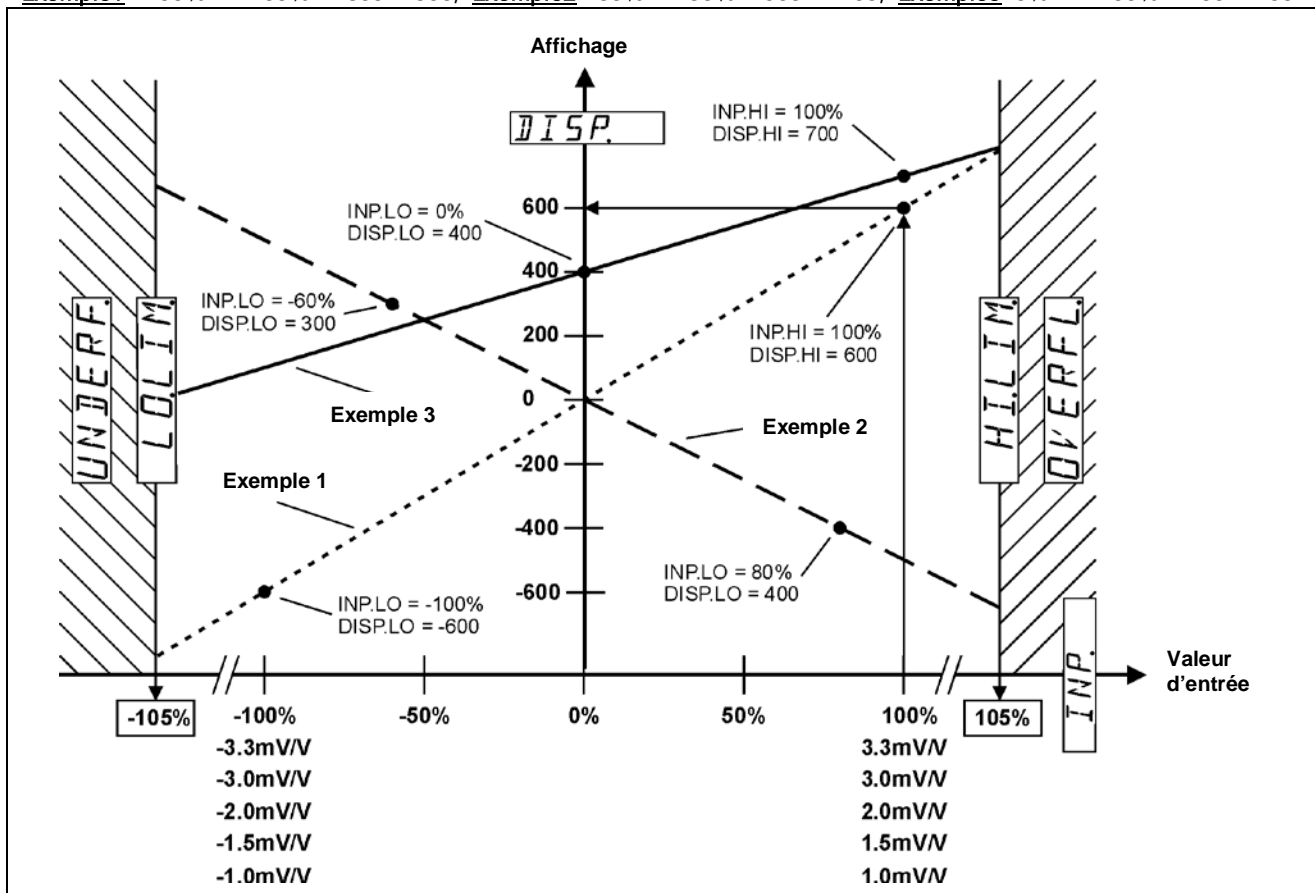 Affichage
DISP.
INP.HI = 100%
DISP.HI = 700
INP.LO = 0%
DISP.LO = 400
INP.LO = -60%
DISP.LO = 300
INP.HI = 100%
DISP.HI = 600
600
400
200
0
-200
-400
-600
UNDERF.
LO.LIM.
HI.LIM.
OVERFL.
Exemple 3
Exemple 2
Exemple 1
INP.LO = 80%
DISP.LO = 400
INP.LO = -100%
DISP.LO = -600
INP.
Valeur
d'entrée
-105% -100% -50% 0% 50% 100% 105%
-3.3mV/V 3.3mV/V
-3.0mV/V 3.0mV/V
-2.0mV/V 2.0mV/V
-1.5mV/V 1.5mV/V
-1.0mV/V 1.0mV/V